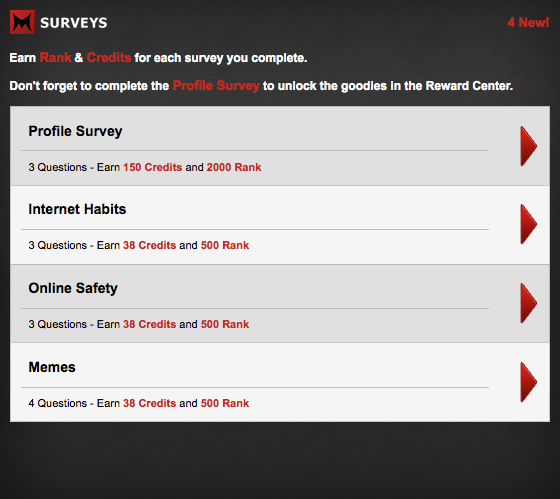 SURVEYS
4 New!
Earn Rank & Credits for each survey you complete.
Don't forget to complete the Profile Survey to unlock the goodies in the Reward Center.
Profile Survey
3 Questions - Earn 150 Credits and 2000 Rank
Internet Habits
3 Questions - Earn 38 Credits and 500 Rank
Online Safety
3 Questions - Earn 38 Credits and 500 Rank
Memes
4 Questions - Earn 38 Credits and 500 Rank